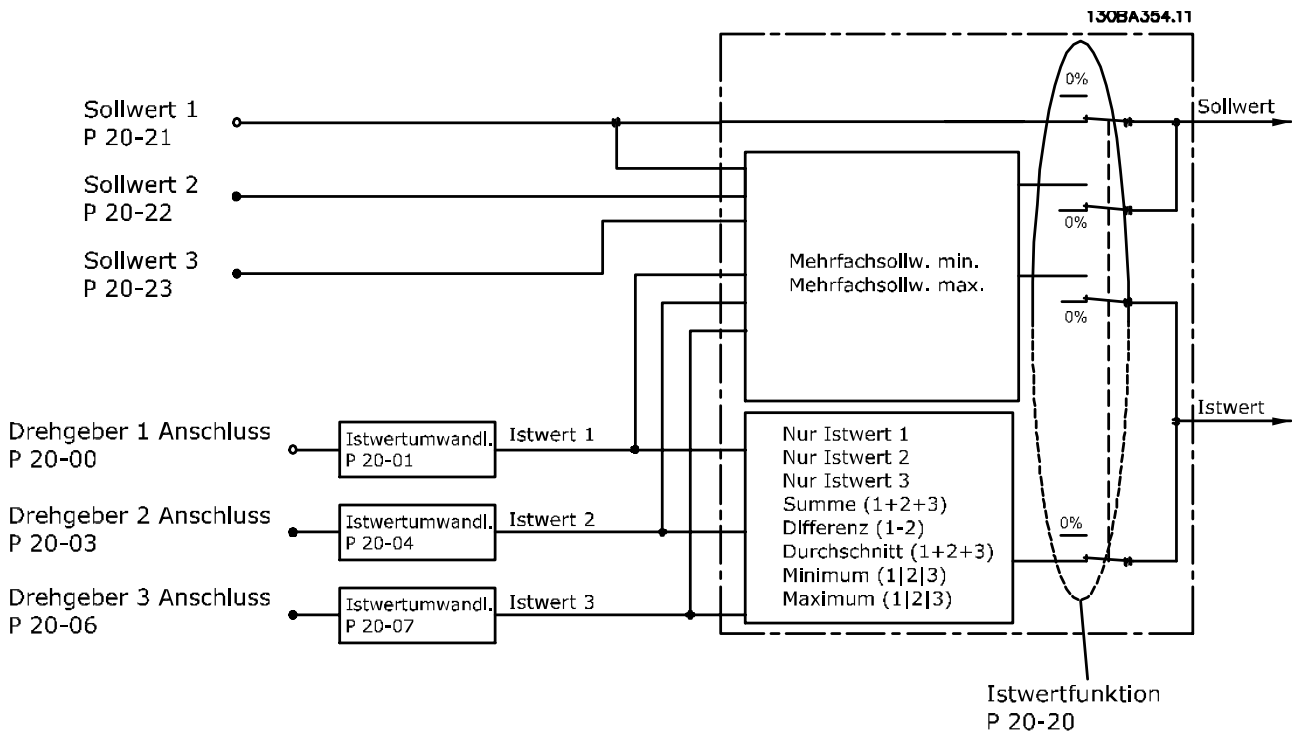 130BA354.11
0%
Sollwert 1
P 20-21
Sollwert
Sollwert 2
P 20-22
0%
Sollwert 3
P 20-23
Mehrfachsollw. min.
Mehrfachsollw. max.
0%
Istwert
Drehgeber 1 Anschluss
P 20-00
Istwertumwandl.
P 20-01
Istwert 1
Drehgeber 2 Anschluss
P 20-03
Istwertumwandl.
P 20-04
Istwert 2
Drehgeber 3 Anschluss
P 20-06
Istwertumwandl.
P 20-07
Istwert 3
Nur Istwert 1
Nur Istwert 2
Nur Istwert 3
Summe (1+2+3)
Differenz (1-2)
Durchschnitt (1+2+3)
Minimum (1|2|3)
Maximum (1|2|3)
0%
Istwertfunktion
P 20-20